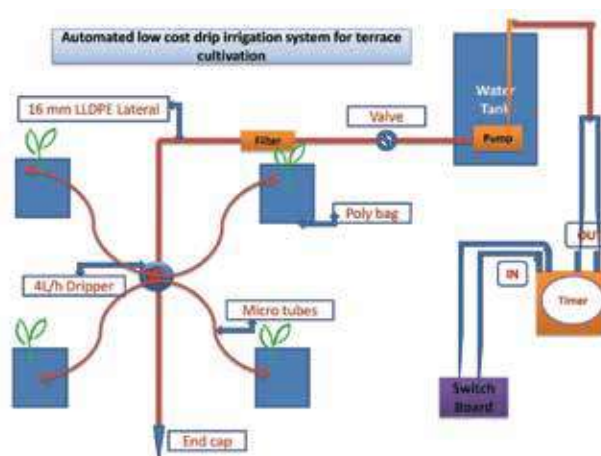 Automated low cost drip irrigation system for terrace
cultivation
16 mm LLDPE Lateral
Filter
Valve
Water
Tank
Pump
Poly bag
4L/h Dripper
Micro tubes
End cap
IN
OUT
Timer
Switch
Board